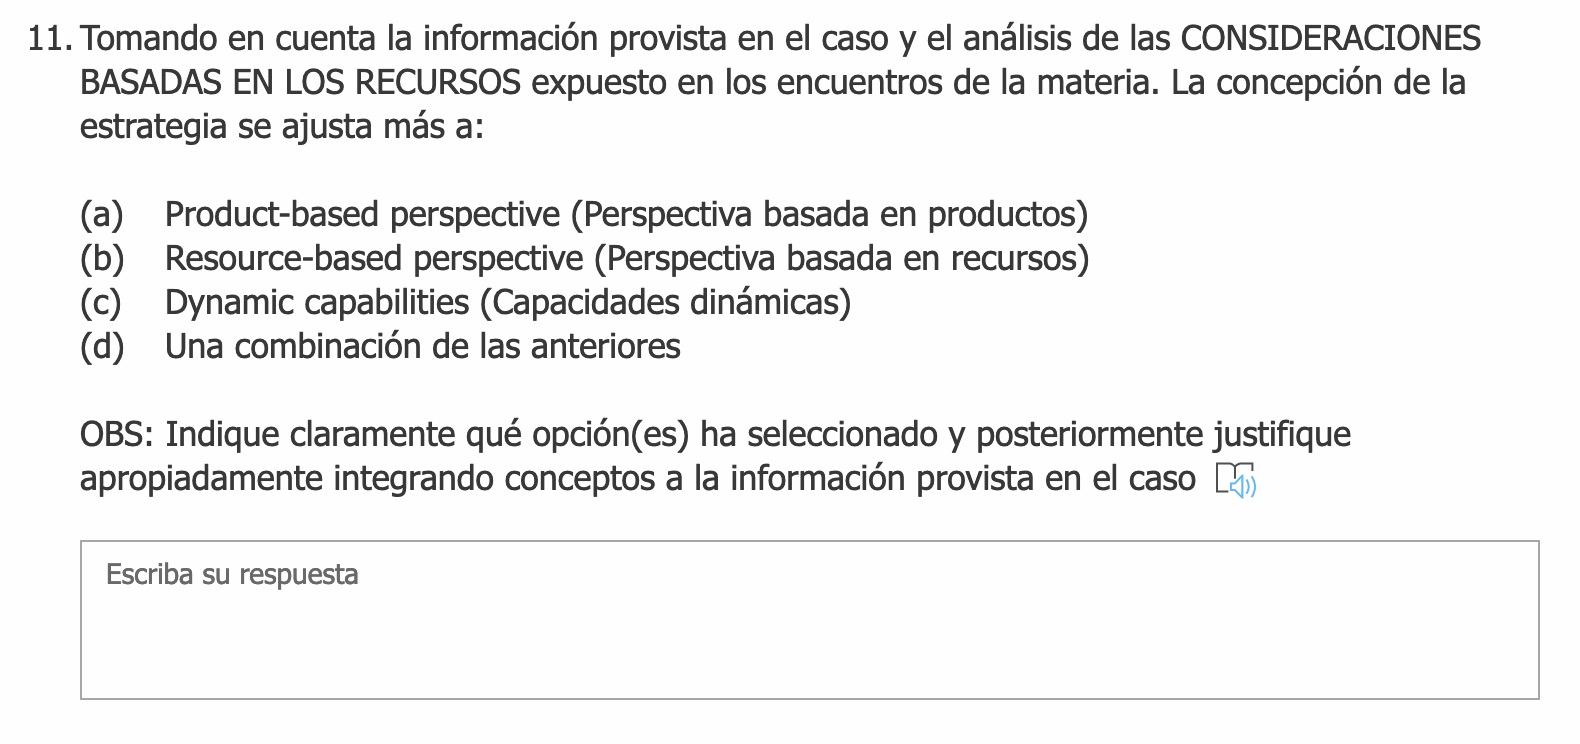 11. Tomando en cuenta la información provista en el caso y el análisis de las CONSIDERACIONES
BASADAS EN LOS RECURSOS expuesto en los encuentros de la materia. La concepción de la
estrategia se ajusta más a:
(a) Product-based perspective (Perspectiva basada en productos)
(b) Resource-based perspective (Perspectiva basada en recursos)
(c) Dynamic capabilities (Capacidades dinámicas)
(d) Una combinación de las anteriores
OBS: Indique claramente qué opción(es) ha seleccionado y posteriormente justifique
apropiadamente integrando conceptos a la información provista en el caso
Escriba su respuesta